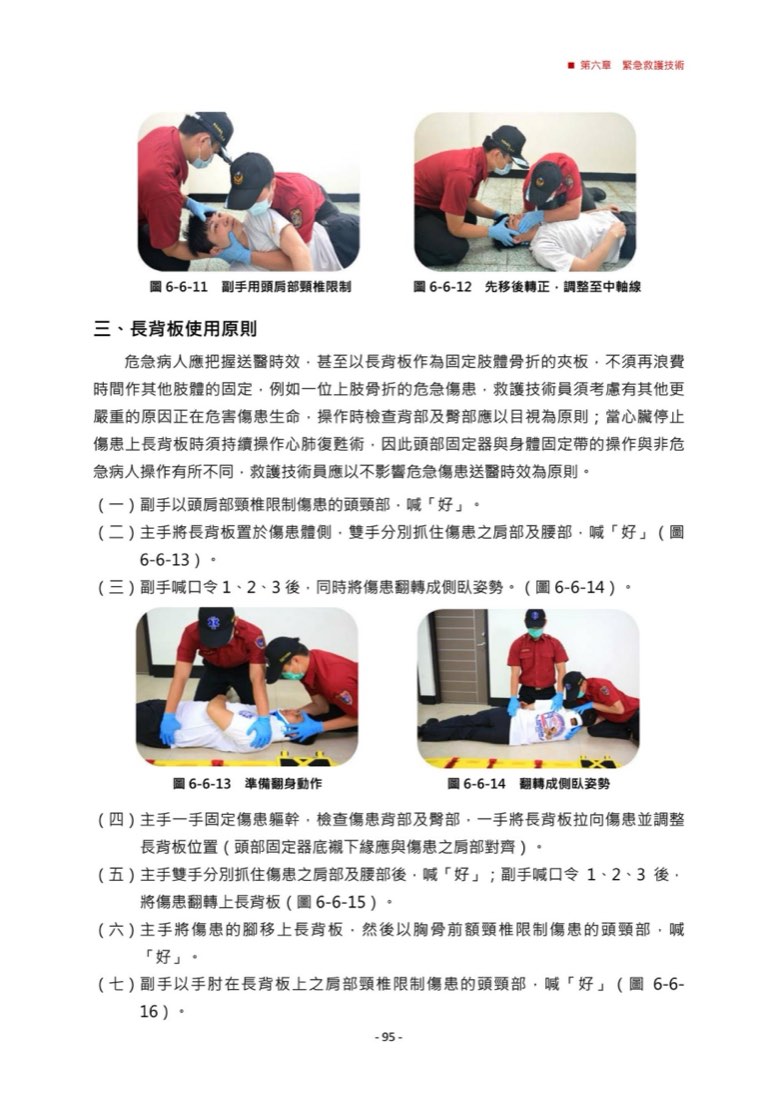 ■ 第六章　緊急救護技術
圖 6-6-11　副手用頭肩部頸椎限制
圖 6-6-12　先移後轉正，調整至中軸線
三、長背板使用原則
危急病人應把握送醫時效，甚至以長背板作為固定肢體骨折的夾板，不須再浪費
時間作其他肢體的固定，例如一位上肢骨折的危急傷患，救護技術員須考慮有其他更
嚴重的原因正在危害傷患生命，操作時檢查背部及臀部應以目視為原則；當心臟停止
傷患上長背板時須持續操作心肺復甦術，因此頭部固定器與身體固定帶的操作與非危
急病人操作有所不同，救護技術員應以不影響危急傷患送醫時效為原則。
（一）副手以頭肩部頸椎限制傷患的頭頸部，喊「好」。
（二）主手將長背板置於傷患體側，雙手分別抓住傷患之肩部及腰部，喊「好」（圖
6-6-13）。
（三）副手喊口令 1、2、3 後，同時將傷患翻轉成側臥姿勢。（圖 6-6-14）。
圖 6-6-13　準備翻身動作
圖 6-6-14　翻轉成側臥姿勢
（四）主手一手固定傷患軀幹，檢查傷患背部及臀部，一手將長背板拉向傷患並調整
長背板位置（頭部固定器底襯下緣應與傷患之肩部對齊）。
（五）主手雙手分別抓住傷患之肩部及腰部後，喊「好」；副手喊口令 1、2、3 後，
將傷患翻轉上長背板（圖 6-6-15）。
（六）主手將傷患的腳移上長背板，然後以胸骨前額頸椎限制傷患的頭頸部，喊
「好」。
（七）副手以手肘在長背板上之肩部頸椎限制傷患的頭頸部，喊「好」（圖 6-6-
16）。
- 95 -